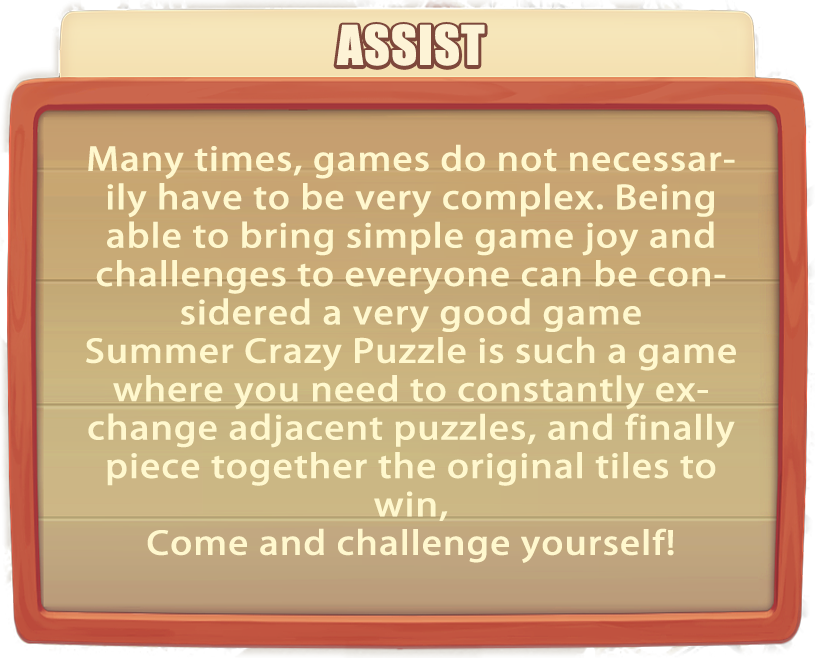 ASSIST
Many times, games do not necessar-
ily have to be very complex. Being
able to bring simple game joy and
challenges to everyone can be con-
sidered a very good game
Summer Crazy Puzzle is such a game
where you need to constantly ex-
change adjacent puzzles, and finally
piece together the original tiles to
win,
Come and challenge yourself!